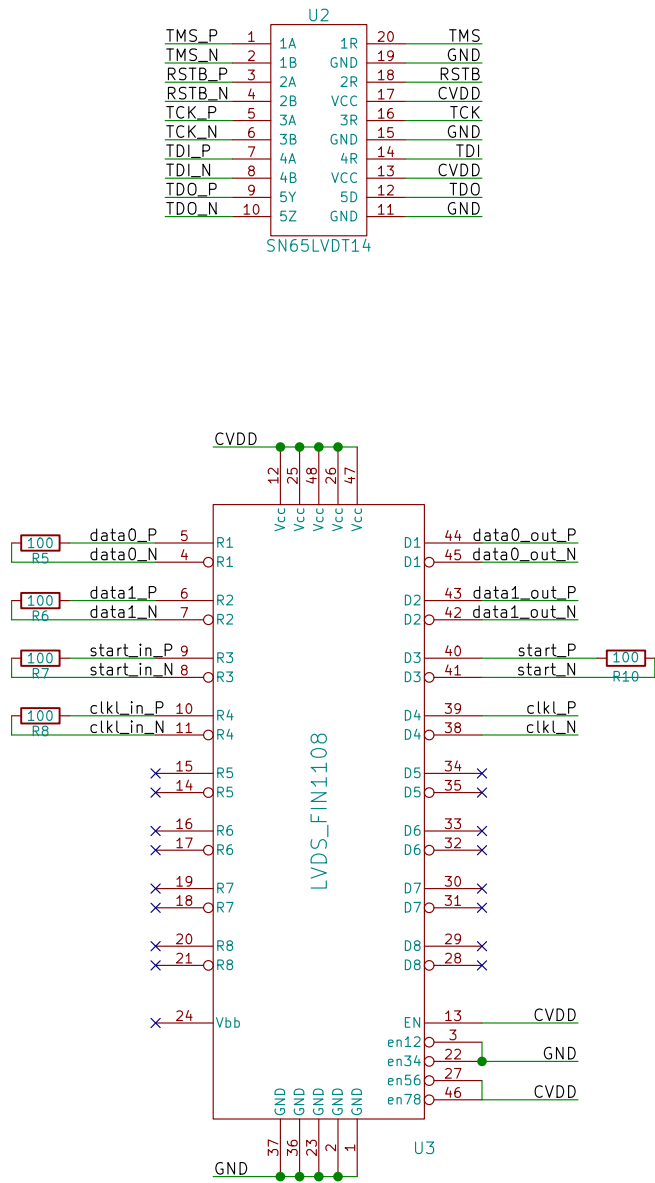 U2
TMS_P 1 1A 1R 20 TMS
TMS_N 2 1B GND 19 GND
RSTB_P 3 2A 2R 18 RSTB
RSTB_N 4 2B VCC 17 CVDD
TCK_P 5 3A 3R 16 TCK
TCK_N 6 3B GND 15 GND
TDI_P 7 4A 4R 14 TDI
TDI_N 8 4B VCC 13 CVDD
TDO_P 9 5Y 5D 12 TDO
TDO_N 10 5Z GND 11 GND
SN65LVDT14
CVDD
12 25 48 26 47
Vcc Vcc Vcc Vcc Vcc
100 data0_P 5 R1 D1 44 data0_out_P
R5 data0_N 4 R1 D1 45 data0_out_N
100 data1_P 6 R2 D2 43 data1_out_P
R6 data1_N 7 R2 D2 42 data1_out_N
100 start_in_P 9 R3 D3 40 start_P 100
R7 start_in_N 8 R3 D3 41 start_N R10
100 clkl_in_P 10 R4 D4 39 clkl_P
R8 clkl_in_N 11 R4 D4 38 clkl_N
15 R5 D5 34
14 R5 D5 35
LVDS_FIN1108
16 R6 D6 33
17 R6 D6 32
19 R7 D7 30
18 R7 D7 31
20 R8 D8 29
21 R8 D8 28
24 Vbb EN 13 CVDD
en12 3
en34 22 GND
en56 27
en78 46 CVDD
GND GND GND GND GND
37 36 23 2 1
U3
GND